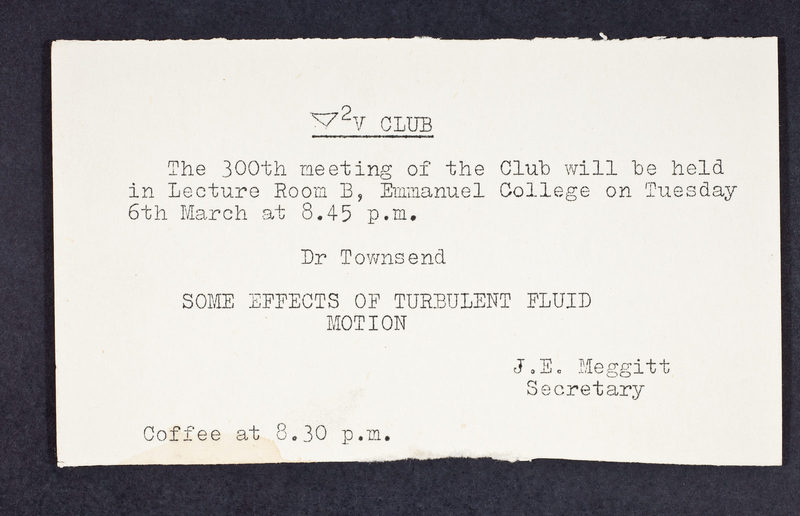 ∇²V CLUB
The 300th meeting of the Club will be held
in Lecture Room B, Emmanuel College on Tuesday
6th March at 8.45 p.m.
Dr Townsend
SOME EFFECTS OF TURBULENT FLUID
MOTION
J.E. Meggitt
Secretary
Coffee at 8.30 p.m.